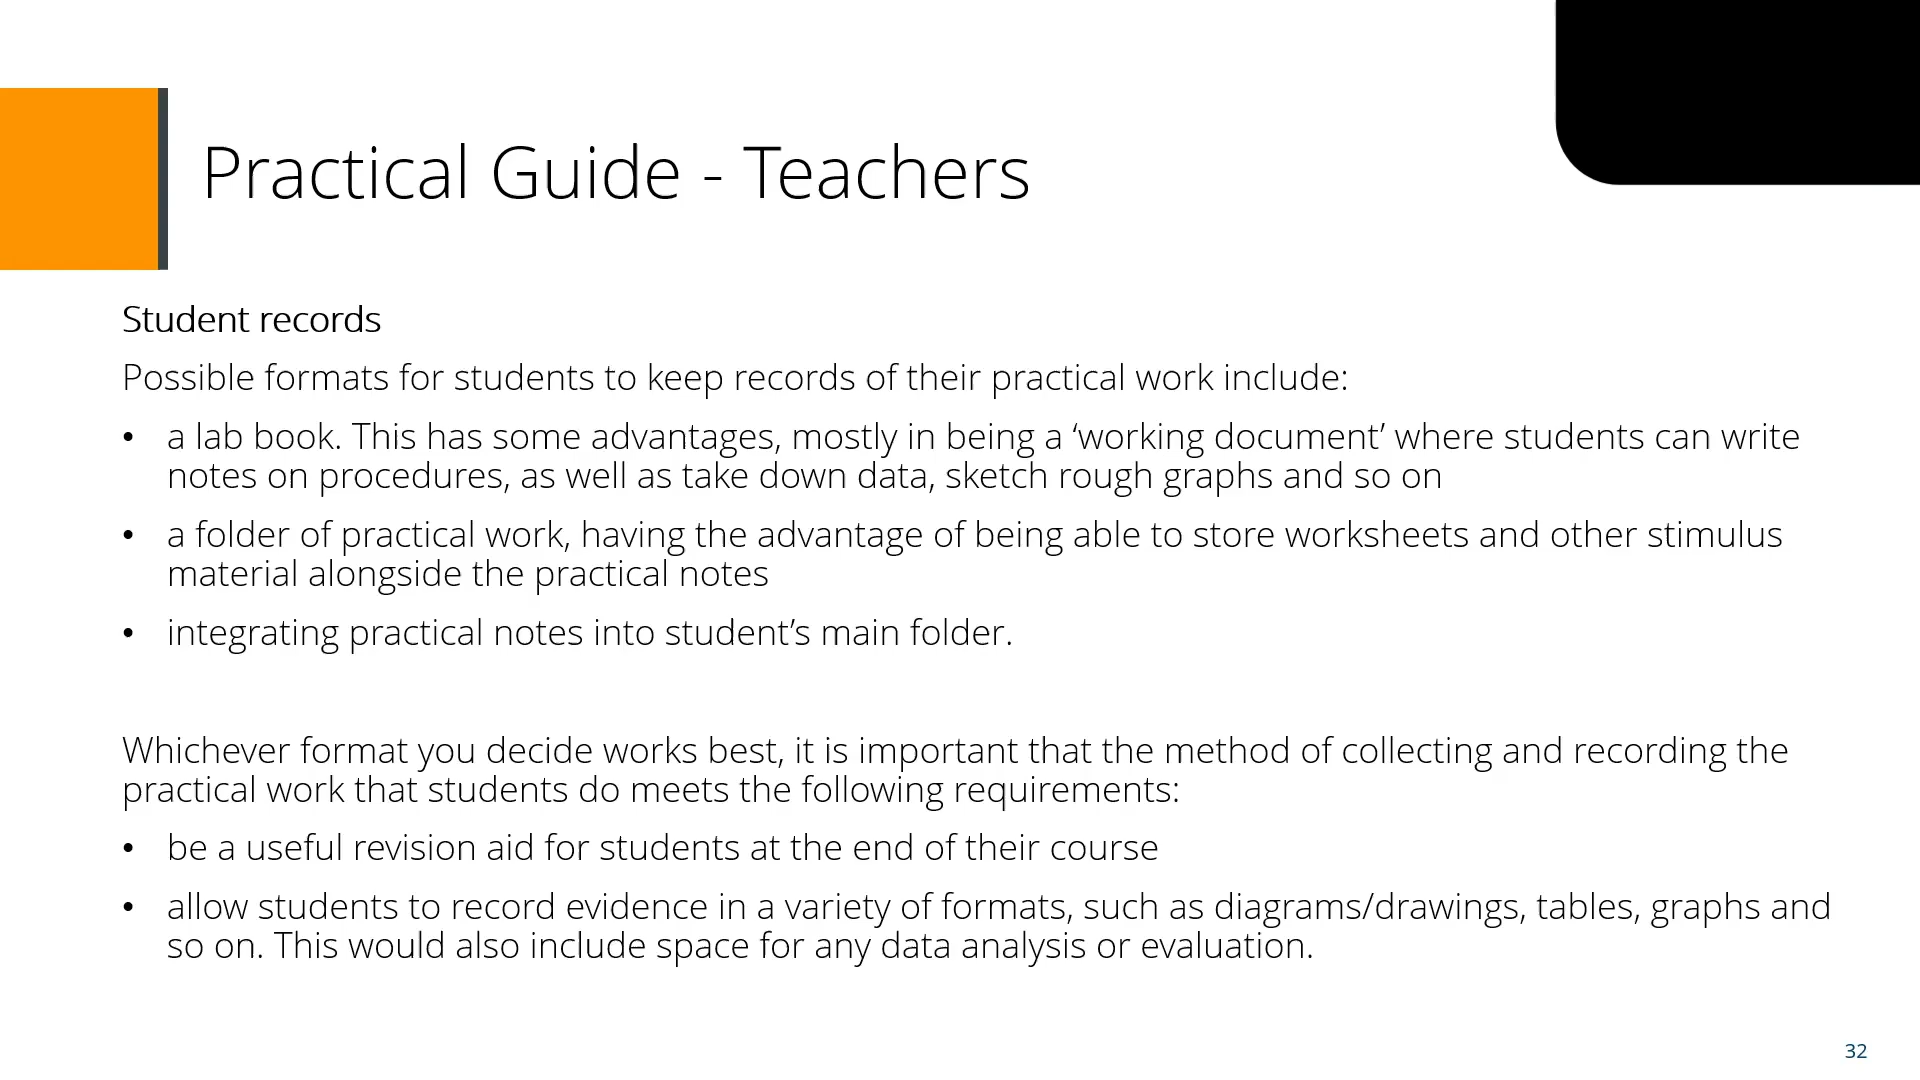 Practical Guide - Teachers
Student records
Possible formats for students to keep records of their practical work include:
• a lab book. This has some advantages, mostly in being a ‘working document’ where students can write
notes on procedures, as well as take down data, sketch rough graphs and so on
• a folder of practical work, having the advantage of being able to store worksheets and other stimulus
material alongside the practical notes
• integrating practical notes into student’s main folder.
Whichever format you decide works best, it is important that the method of collecting and recording the
practical work that students do meets the following requirements:
• be a useful revision aid for students at the end of their course
• allow students to record evidence in a variety of formats, such as diagrams/drawings, tables, graphs and
so on. This would also include space for any data analysis or evaluation.
32